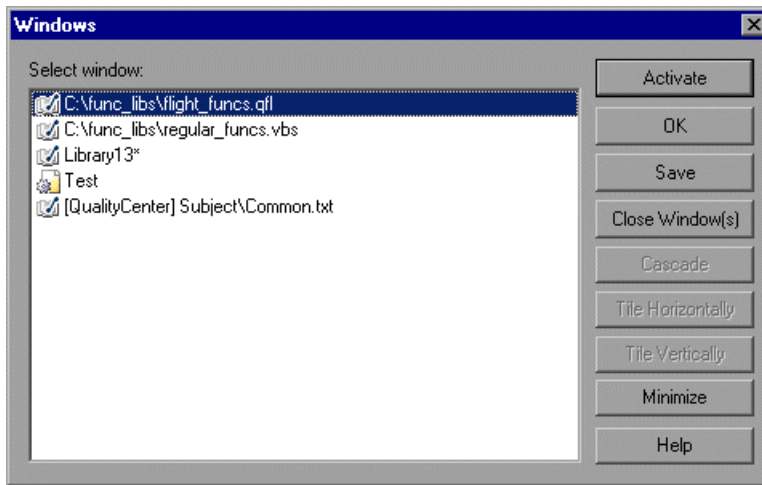 Windows
Select window:
C:\func_libs\flight_funcs.qfl
C:\func_libs\regular_funcs.vbs
Library13*
Test
[QualityCenter] Subject\Common.txt
Activate
OK
Save
Close Window(s)
Cascade
Tile Horizontally
Tile Vertically
Minimize
Help